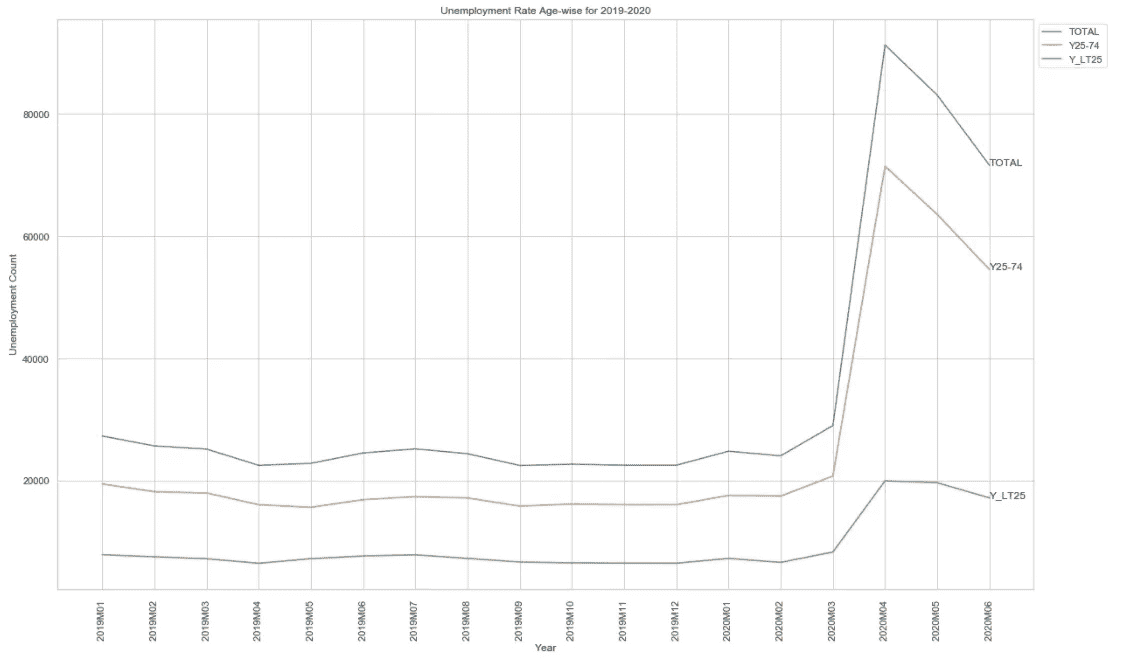 Unemployment Rate Age-wise for 2019-2020
TOTAL
Y25-74
Y_LT25
80000
60000
40000
20000
Unemployment Count
TOTAL
Y25-74
Y_LT25
2019M01
2019M02
2019M03
2019M04
2019M05
2019M06
2019M07
2019M08
2019M09
2019M10
2019M11
2019M12
2020M01
2020M02
2020M03
2020M04
2020M05
2020M06
Year